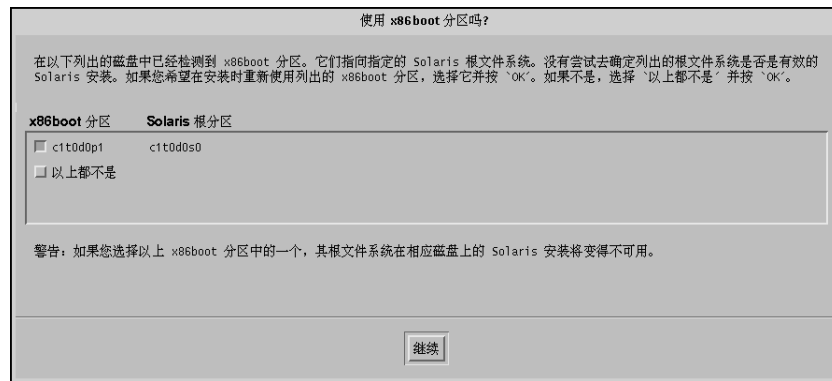 使用 x86boot 分区吗?
在以下列出的磁盘中已经检测到 x86boot 分区。它们指向指定的 Solaris 根文件系统。没有尝试去确定列出的根文件系统是否是有效的
Solaris 安装。如果您希望在安装时重新使用列出的 x86boot 分区，选择它并按 `OK´。如果不是，选择 `以上都不是´ 并按 `OK´。
x86boot 分区 Solaris 根分区
c1t0d0p1 c1t0d0s0
以上都不是
警告：如果您选择以上 x86boot 分区中的一个，其根文件系统在相应磁盘上的 Solaris 安装将变得不可用。
继续